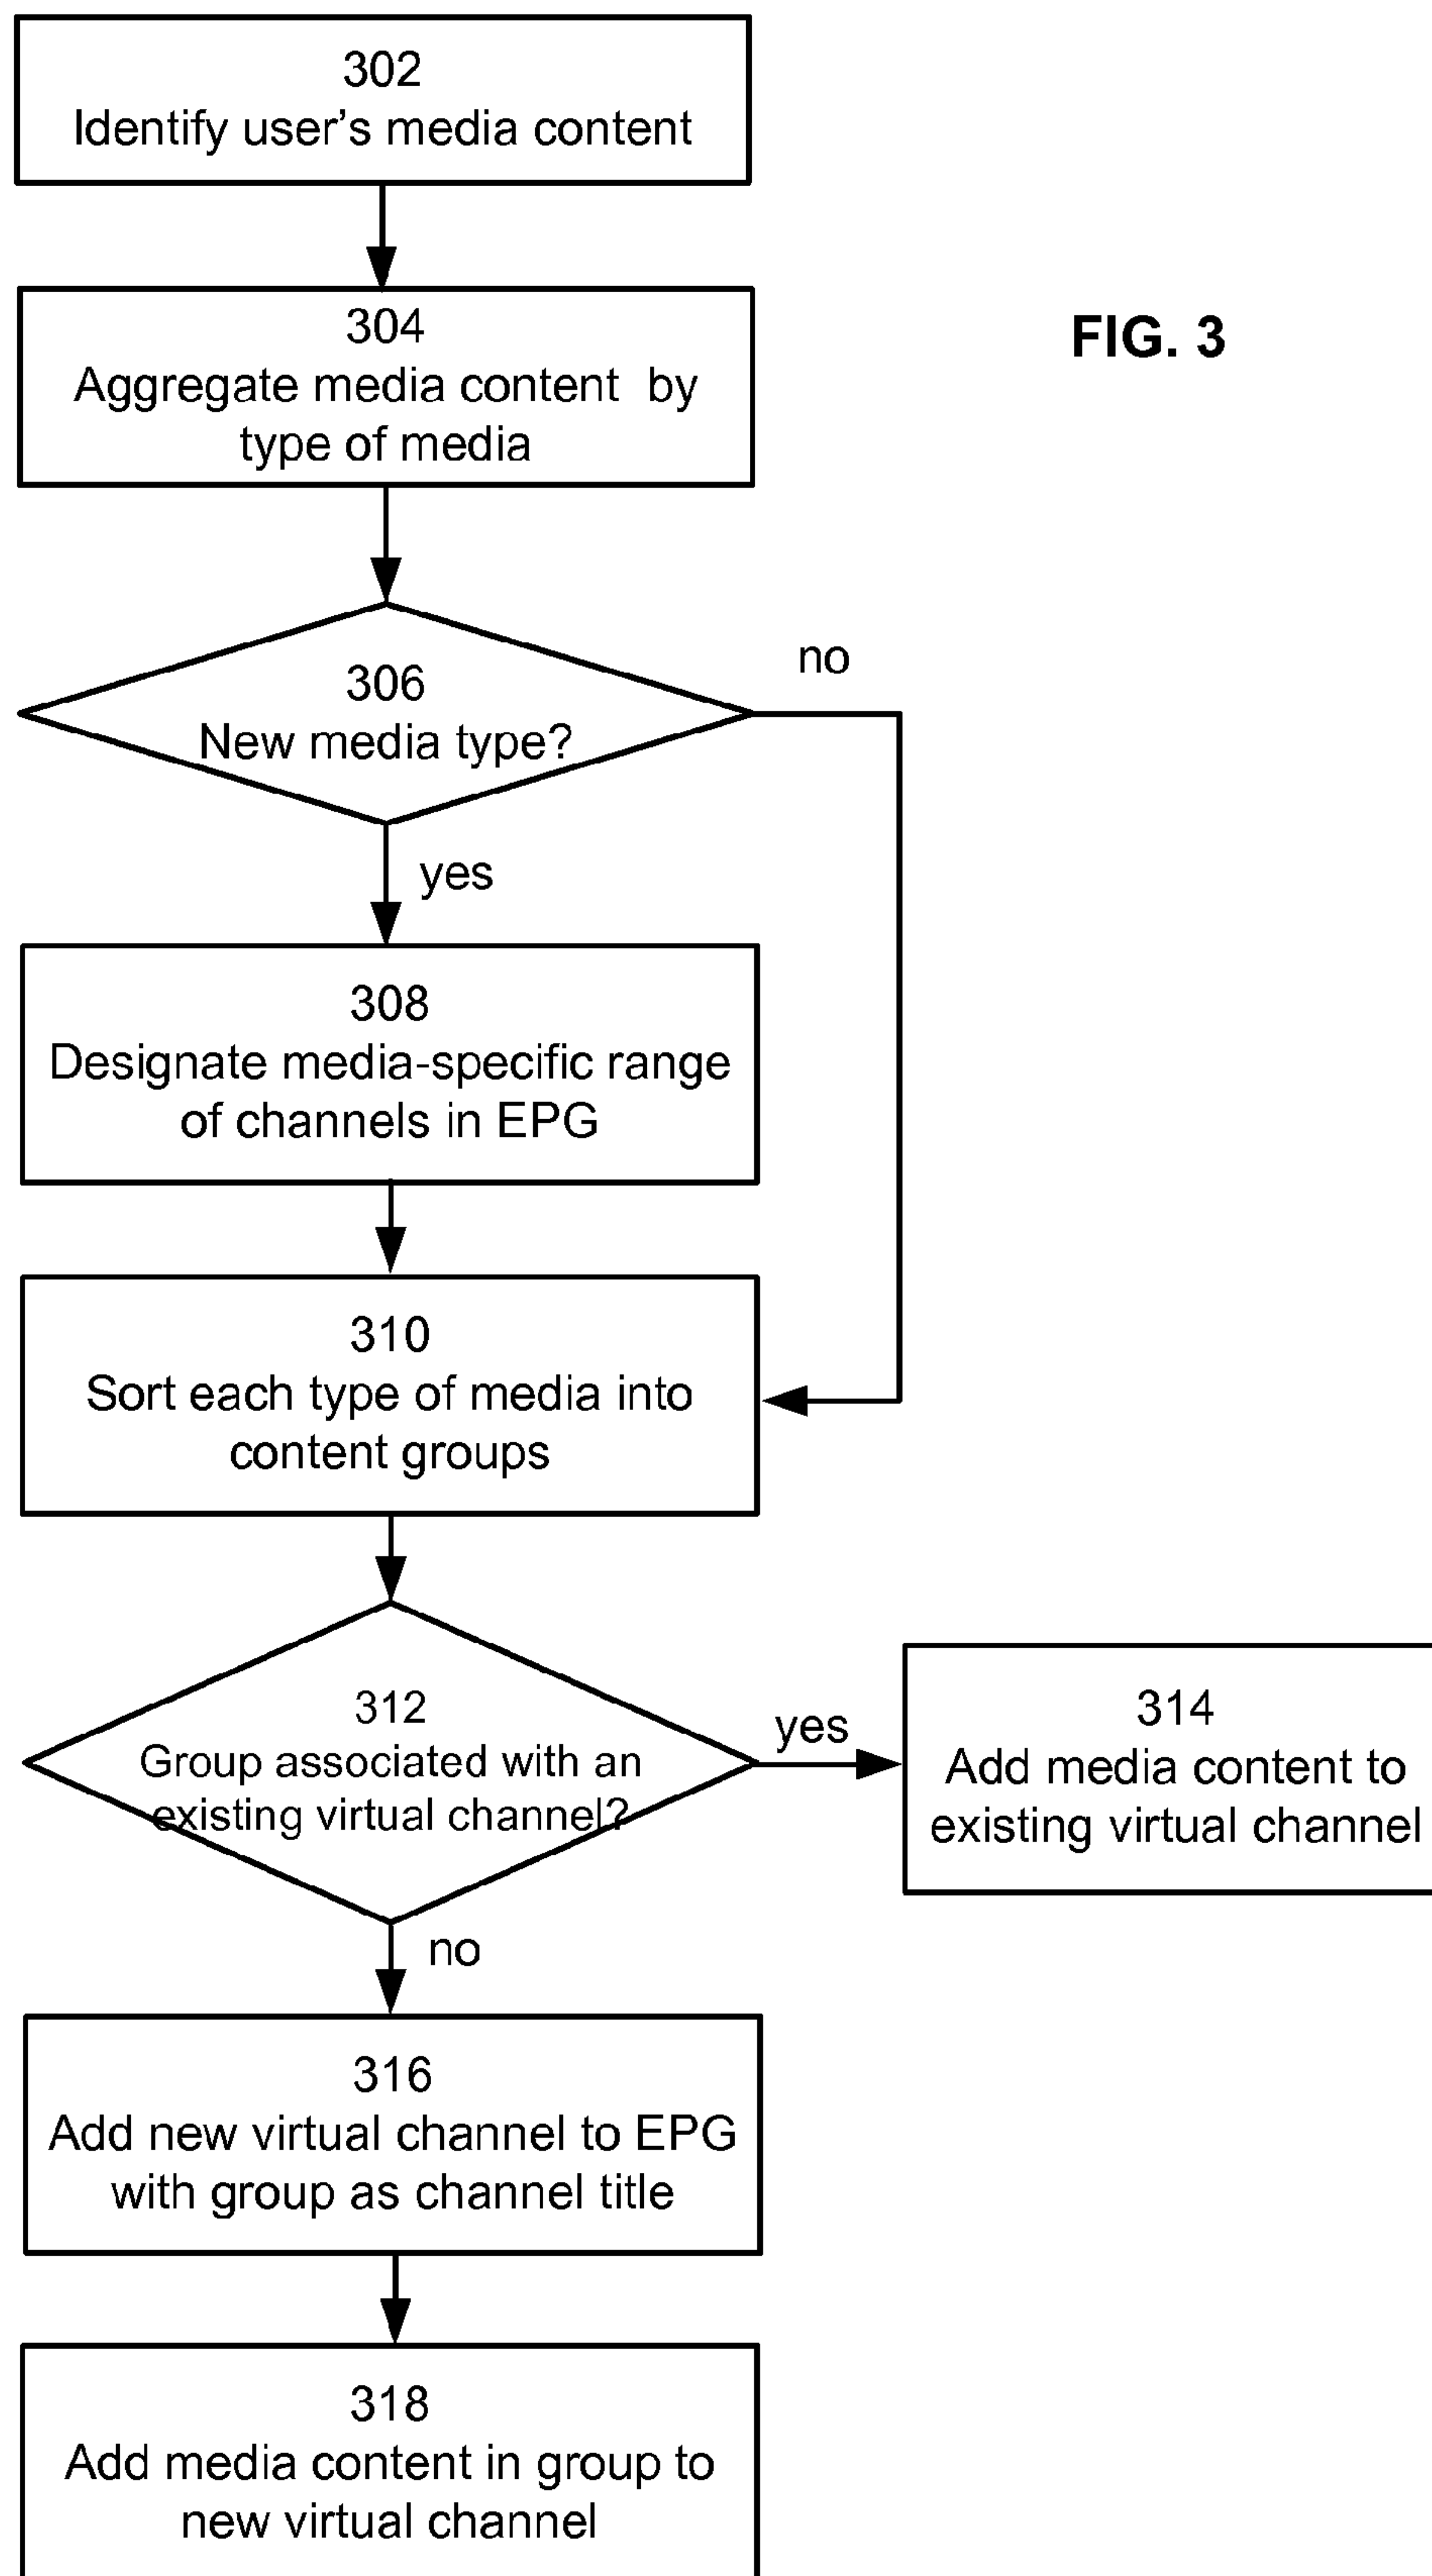 302
Identify user's media content
304
Aggregate media content by
type of media
FIG. 3
306
New media type?
no
yes
308
Designate media-specific range
of channels in EPG
310
Sort each type of media into
content groups
312
Group associated with an
existing virtual channel?
yes
314
Add media content to
existing virtual channel
no
316
Add new virtual channel to EPG
with group as channel title
318
Add media content in group to
new virtual channel